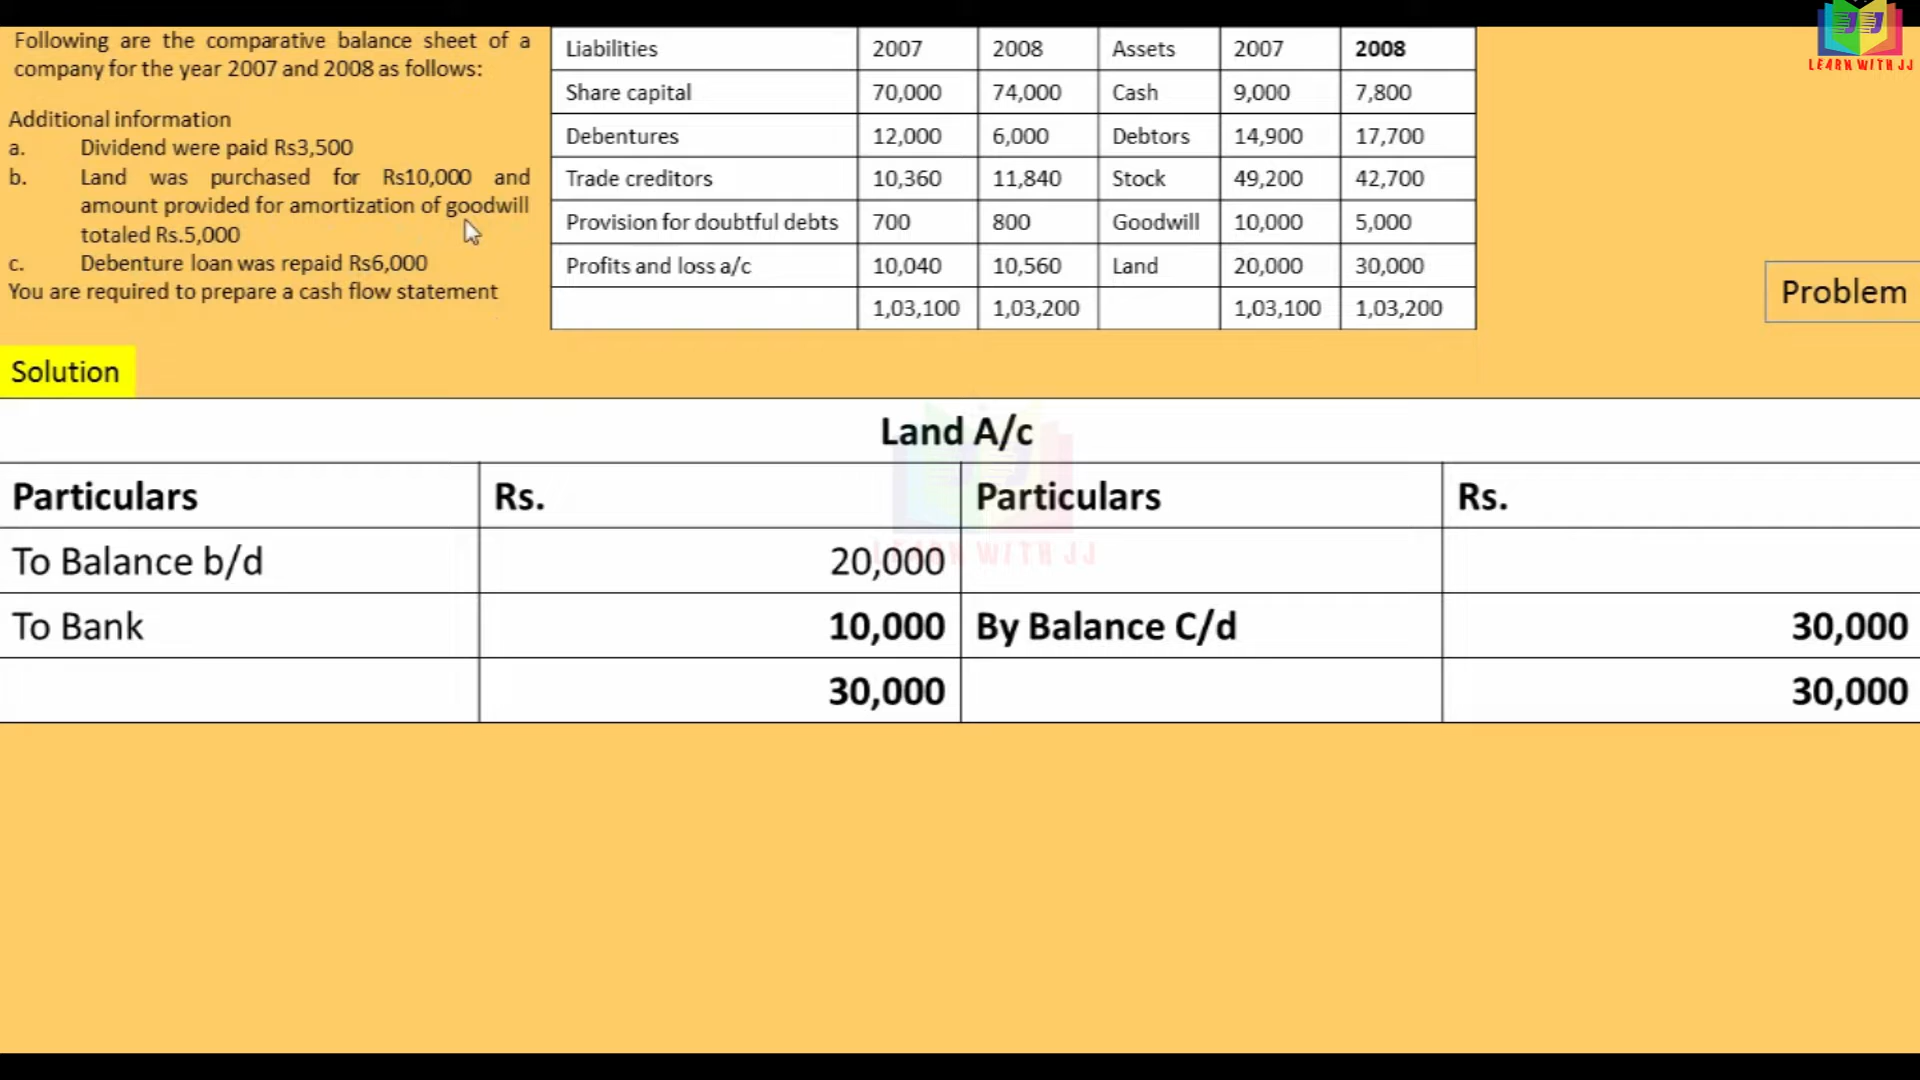 Following are the comparative balance sheet of a
company for the year 2007 and 2008 as follows:
Additional information
a. Dividend were paid Rs3,500
b. Land was purchased for Rs10,000 and
amount provided for amortization of goodwill
totaled Rs.5,000
c. Debenture loan was repaid Rs6,000
You are required to prepare a cash flow statement
Liabilities 2007 2008 Assets 2007 2008
Share capital 70,000 74,000 Cash 9,000 7,800
Debentures 12,000 6,000 Debtors 14,900 17,700
Trade creditors 10,360 11,840 Stock 49,200 42,700
Provision for doubtful debts 700 800 Goodwill 10,000 5,000
Profits and loss a/c 10,040 10,560 Land 20,000 30,000
1,03,100 1,03,200 1,03,100 1,03,200
LEARN WITH JJ
Problem
Solution
Land A/c
Particulars Rs. Particulars Rs.
To Balance b/d 20,000
LEARN WITH JJ
To Bank 10,000 By Balance C/d 30,000
30,000 30,000